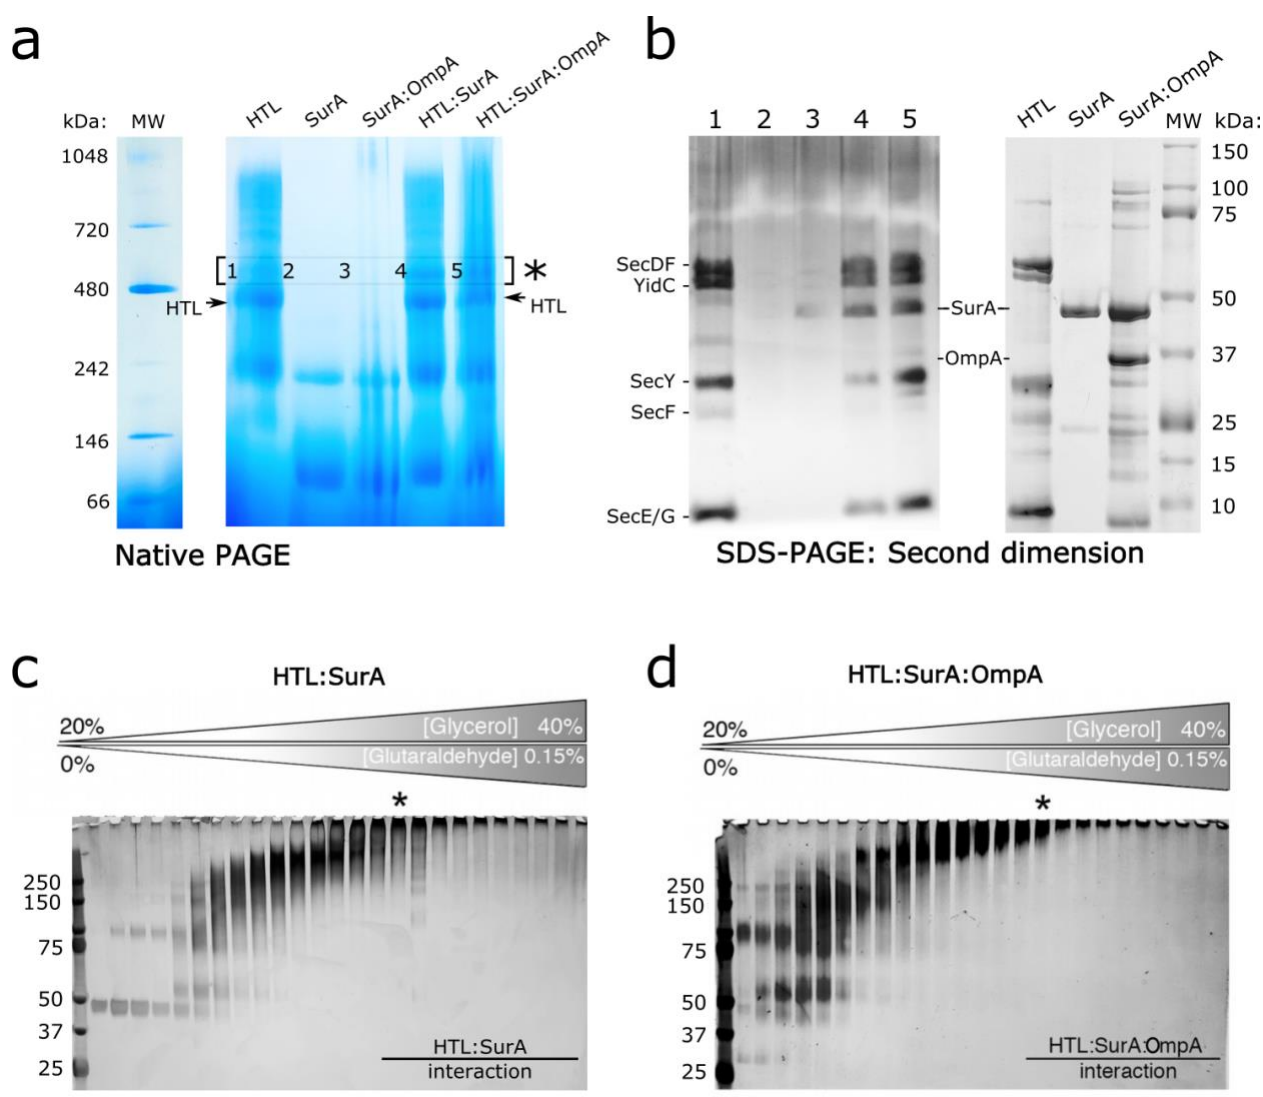 a
kDa: MW HTL SurA SurA:OmpA HTL:SurA HTL:SurA:OmpA
1048
720
480
242
146
66
1 2 3 4 5 *
HTL
HTL
Native PAGE
b
1 2 3 4 5
HTL SurA SurA:OmpA MW kDa:
SecDF
YidC
SecY
SecF
SecE/G
SurA
OmpA
150
100
75
50
37
25
15
10
SDS-PAGE: Second dimension
c
HTL:SurA
20% [Glycerol] 40%
0% [Glutaraldehyde] 0.15%
*
250
150
75
50
37
25
HTL:SurA
interaction
d
HTL:SurA:OmpA
20% [Glycerol] 40%
0% [Glutaraldehyde] 0.15%
*
250
150
75
50
37
25
HTL:SurA:OmpA
interaction